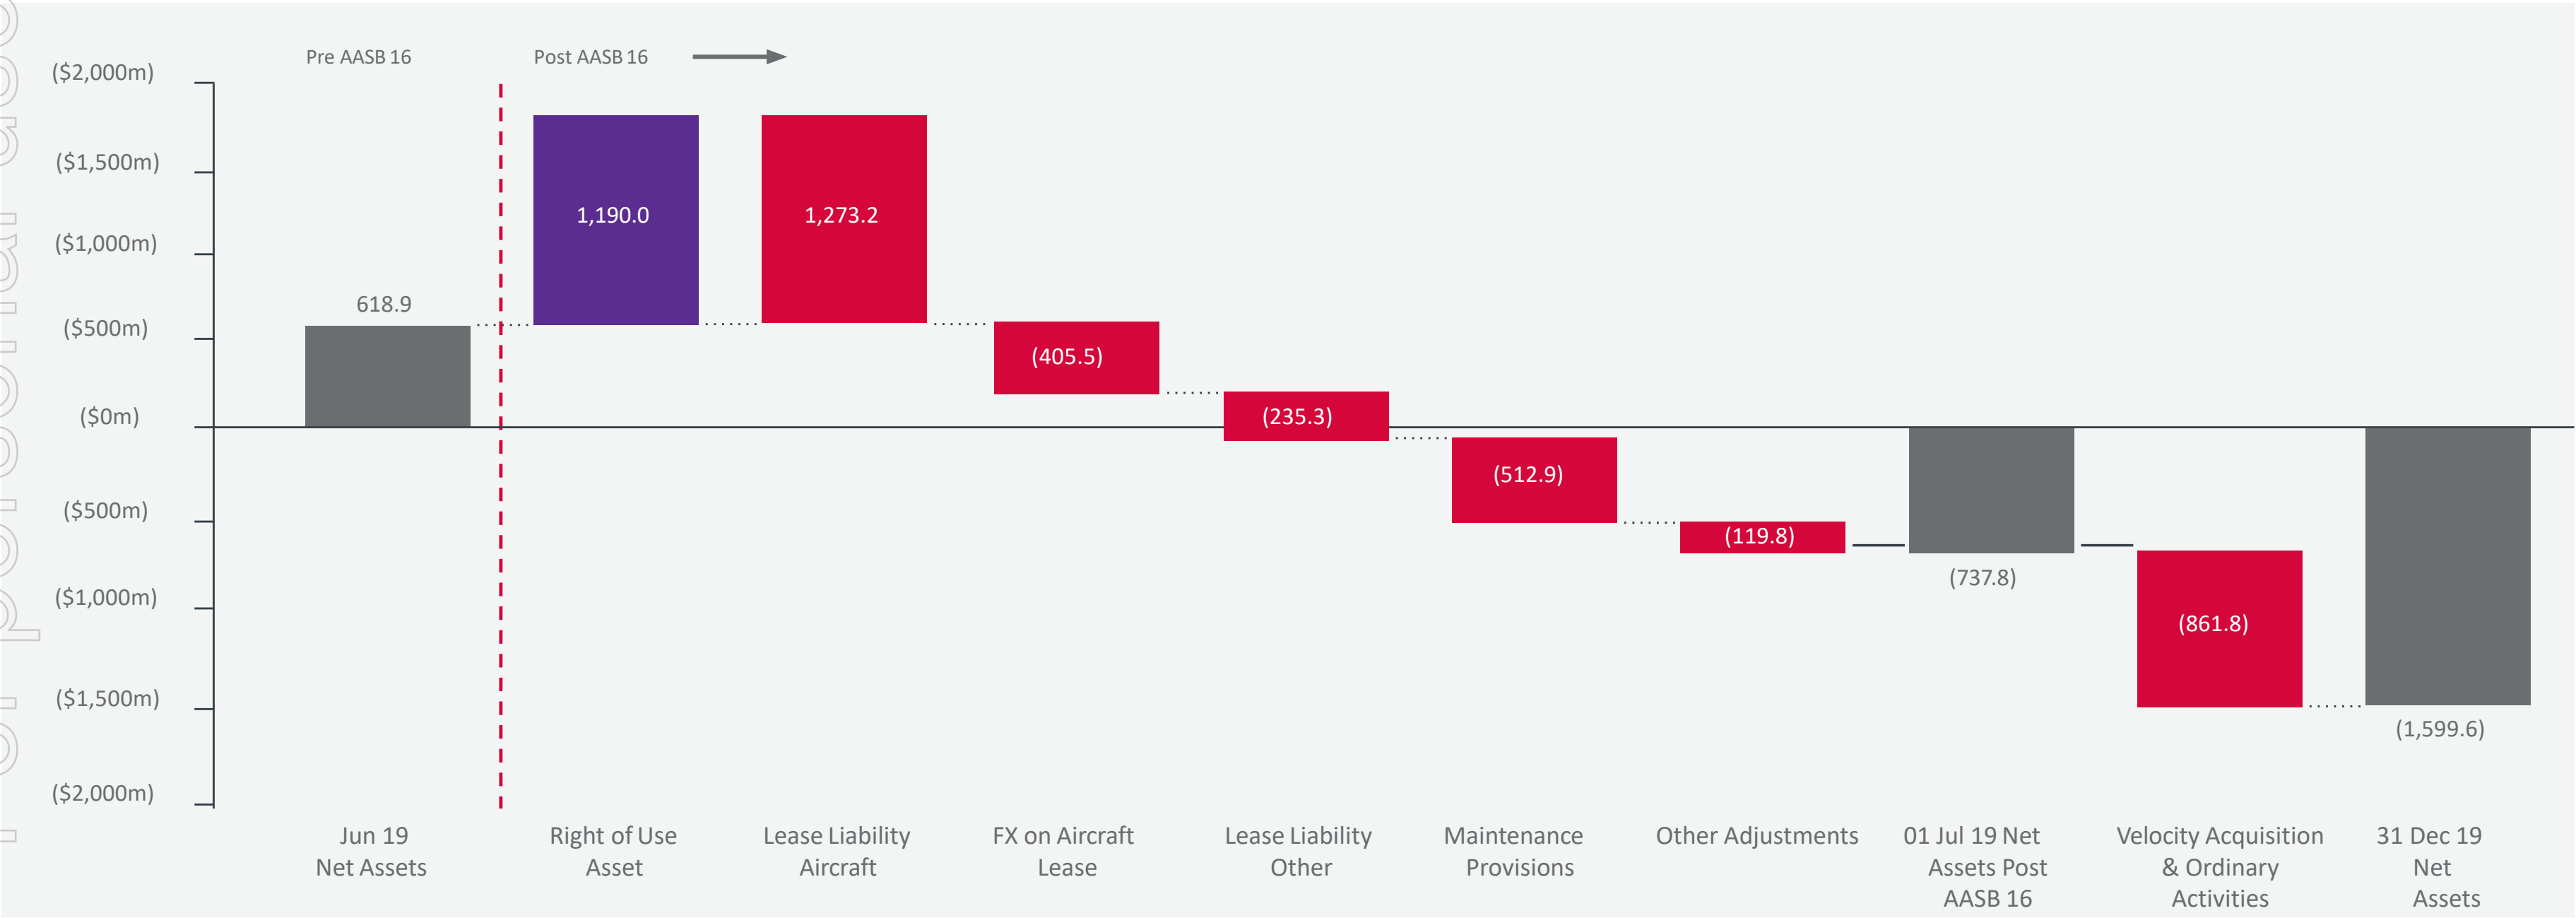 Pre AASB 16
Post AASB 16
($2,000m)
($1,500m)
($1,000m)
($500m)
($0m)
($500m)
($1,000m)
($1,500m)
($2,000m)
618.9
1,190.0
1,273.2
(405.5)
(235.3)
(512.9)
(119.8)
(737.8)
(861.8)
(1,599.6)
Jun 19
Net Assets
Right of Use
Asset
Lease Liability
Aircraft
FX on Aircraft
Lease
Lease Liability
Other
Maintenance
Provisions
Other Adjustments
01 Jul 19 Net
Assets Post
AASB 16
Velocity Acquisition
& Ordinary
Activities
31 Dec 19
Net
Assets